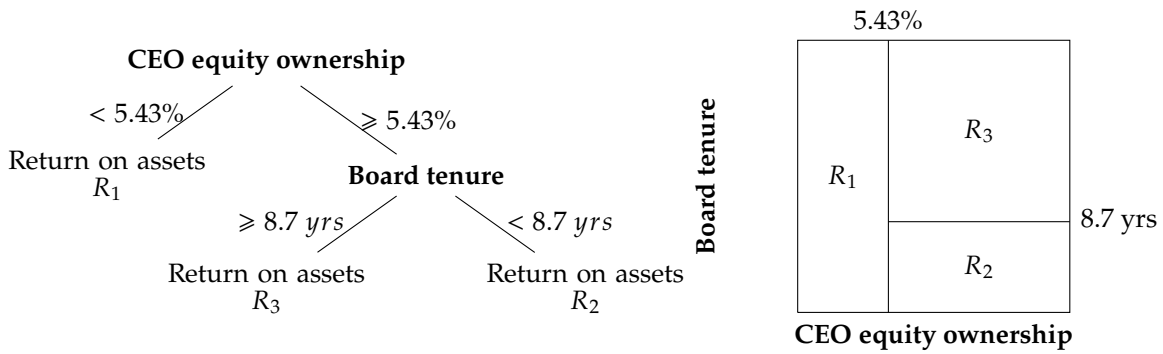 CEO equity ownership
< 5.43%
⩾ 5.43%
Return on assets
R₁
Board tenure
⩾ 8.7 yrs
< 8.7 yrs
Return on assets
R₃
Return on assets
R₂
5.43%
Board tenure
R₁
R₃
8.7 yrs
R₂
CEO equity ownership